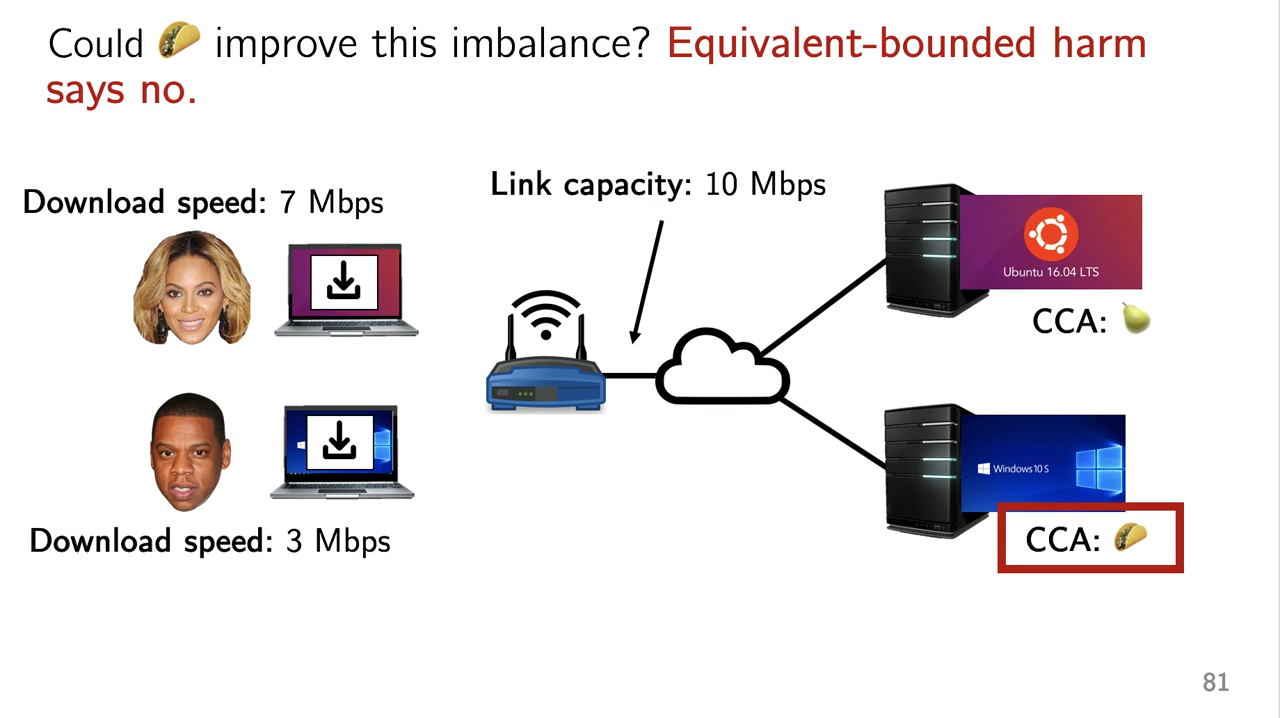 Could 🌮 improve this imbalance? Equivalent-bounded harm
says no.
Link capacity: 10 Mbps
Download speed: 7 Mbps
Ubuntu 16.04 LTS
CCA: 🍐
Windows 10 S
CCA: 🌮
Download speed: 3 Mbps
81